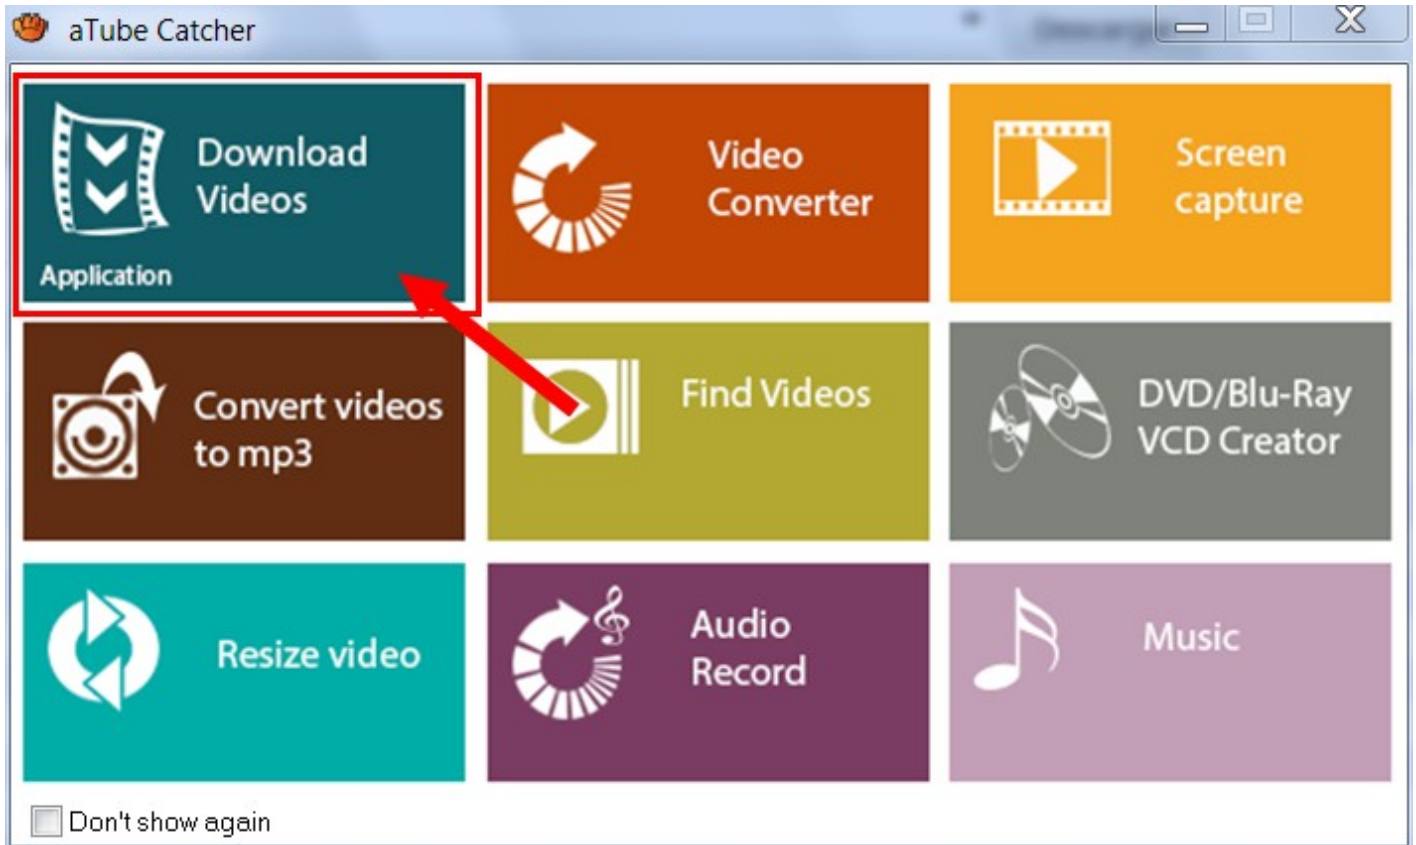 aTube Catcher
Download
Videos
Application
Video
Converter
Screen
capture
Convert videos
to mp3
Find Videos
DVD/Blu-Ray
VCD Creator
Resize video
Audio
Record
Music
Don't show again